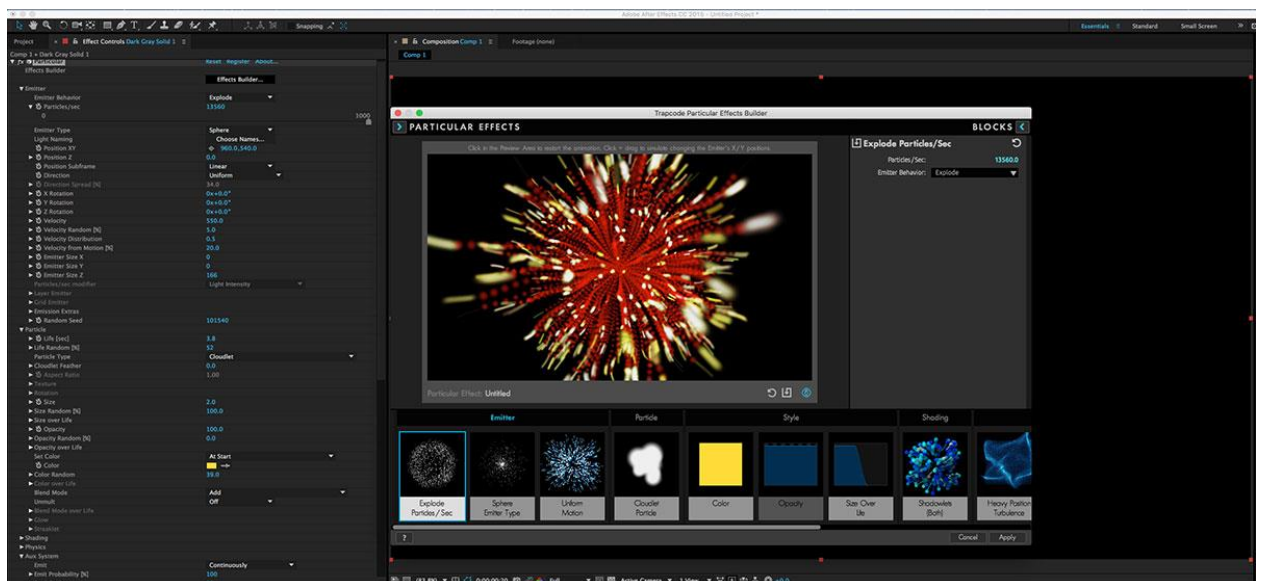 Adobe After Effects CC 2015 - Untitled Project *
Snapping
Essentials
Standard
Small Screen
Project
Effect Controls Dark Gray Solid 1
Comp 1 • Dark Gray Solid 1
fx Particular
Reset Register About...
Effects Builder
Effects Builder...
Emitter
Emitter Behavior Explode
Particles/sec 13560
0 1000
Emitter Type Sphere
Light Naming Choose Names...
Position XY 960.0,540.0
Position Z 0.0
Position Subframe Linear
Direction Uniform
Direction Spread [%] 34.0
X Rotation 0x+0.0°
Y Rotation 0x+0.0°
Z Rotation 0x+0.0°
Velocity 550.0
Velocity Random [%] 5.0
Velocity Distribution 0.5
Velocity from Motion [%] 20.0
Emitter Size X 0
Emitter Size Y 0
Emitter Size Z 166
Particles/sec modifier Light Intensity
Layer Emitter
Grid Emitter
Emission Extras
Random Seed 101540
Particle
Life [sec] 3.8
Life Random [%] 52
Particle Type Cloudlet
Cloudlet Feather 0.0
Aspect Ratio 1.00
Texture
Rotation
Size 2.0
Size Random [%] 100.0
Size over Life
Opacity 100.0
Opacity Random [%] 0.0
Opacity over Life
Set Color At Start
Color
Color Random 39.0
Color over Life
Blend Mode Add
Unmult Off
Blend Mode over Life
Glow
Streaklet
Shading
Physics
Aux System
Emit Continuously
Emit Probability [%] 100
Composition Comp 1
Footage (none)
Comp 1
Trapcode Particular Effects Builder
PARTICULAR EFFECTS
BLOCKS
Click in the Preview Area to restart the animation. Click + drag to simulate changing the Emitter's X/Y positions.
Explode Particles/Sec
Particles/Sec: 13560.0
Emitter Behavior: Explode
Particular Effect: Untitled
Emitter
Particle
Style
Shading
Explode
Particles/Sec
Sphere
Emitter Type
Uniform
Motion
Cloudlet
Particle
Color
Opacity
Size Over
Life
Shadowlets
(Both)
Heavy Position
Turbulence
?
Cancel
Apply
0:00:00:20
Full
Active Camera
1 View
+0.0